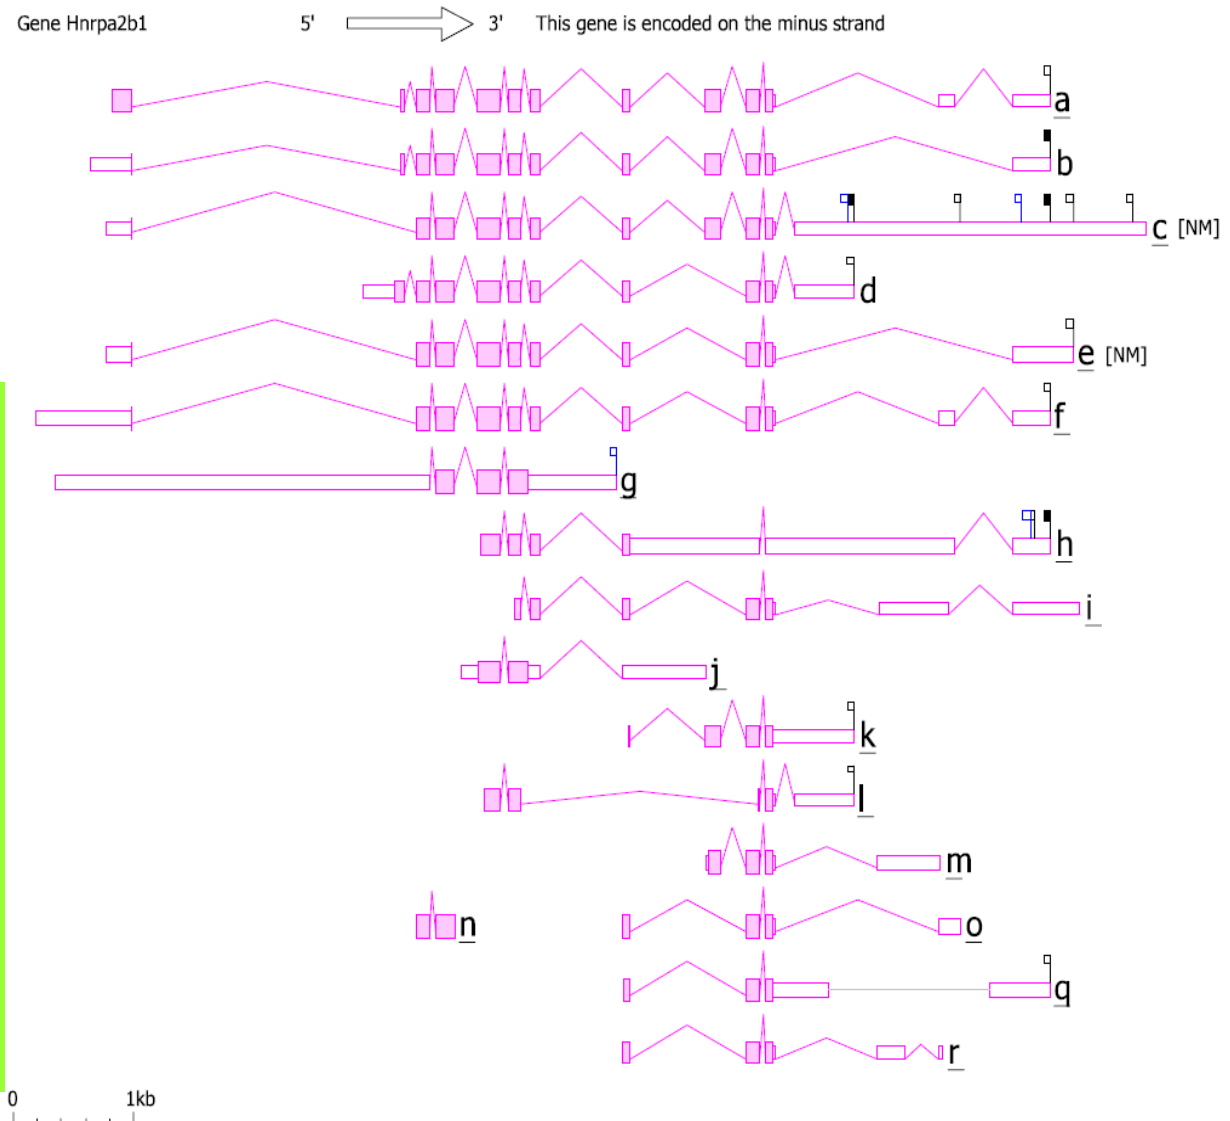 Gene Hnrpa2b1 5' 3' This gene is encoded on the minus strand
a
b
c [NM]
d
e [NM]
f
g
h
i
j
k
l
m
n o
q
r
0 1kb